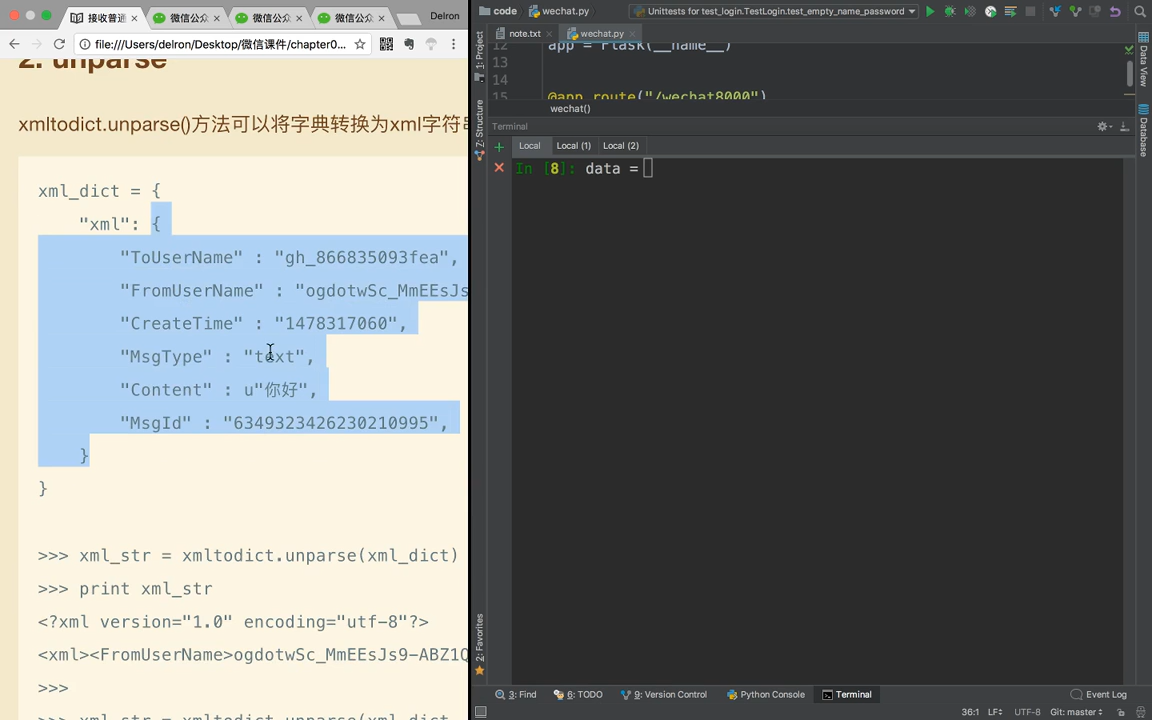 接收普通
微信公众
微信公众
微信公众
Delron
file:///Users/delron/Desktop/微信课件/chapter0...
2. unparse
xmltodict.unparse()方法可以将字典转换为xml字符
xml_dict = {
"xml": {
"ToUserName" : "gh_866835093fea",
"FromUserName" : "ogdotwSc_MmEEsJs
"CreateTime" : "1478317060",
"MsgType" : "text",
"Content" : u"你好",
"MsgId" : "6349323426230210995",
}
}
>>> xml_str = xmltodict.unparse(xml_dict)
>>> print xml_str
<?xml version="1.0" encoding="utf-8"?>
<xml><FromUserName>ogdotwSc_MmEEsJs9-ABZ1Q
>>>
>>> xml_str = xmltodict.unparse(xml_dict
code
wechat.py
Unittests for test_login.TestLogin.test_empty_name_password
note.txt
wechat.py
12 app = Flask(__name__)
13
14
15 @app.route("/wechat8000")
wechat()
Terminal
Local
Local (1)
Local (2)
In [8]: data =
1: Project
7: Structure
2: Favorites
Data View
Database
3: Find
6: TODO
9: Version Control
Python Console
Terminal
Event Log
36:1
LF
UTF-8
Git: master